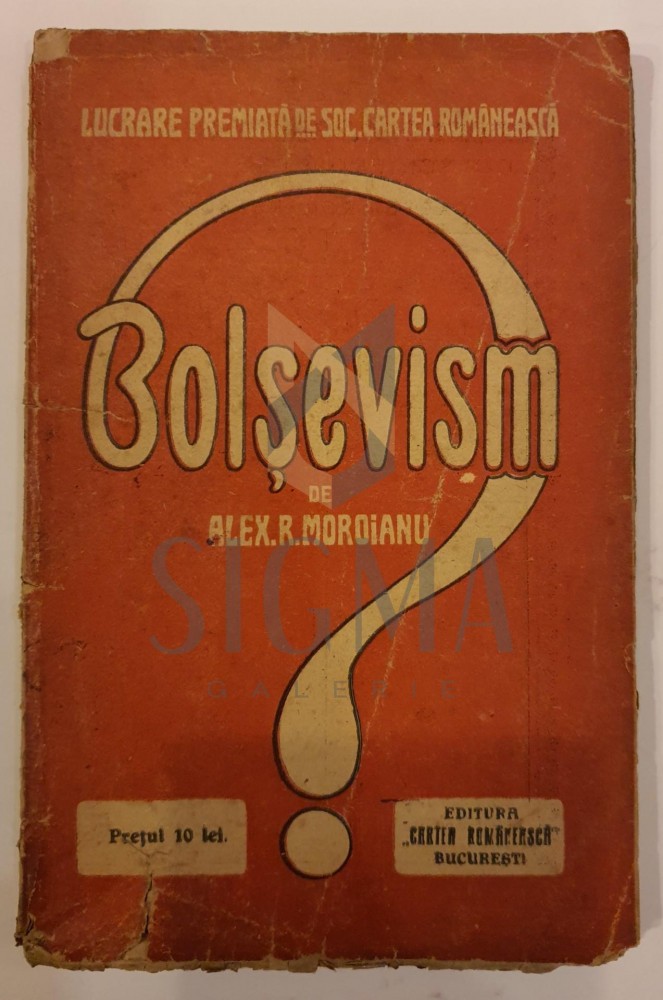 LUCRARE PREMIATĂ DE SOC. CARTEA ROMÂNEASCĂ
Bolșevism
DE
ALEX. R. MOROIANU
SIGMA
GALERIE
Prețul 10 lei.
EDITURA
„CARTEA ROMÂNEASCĂ”
BUCUREȘTI